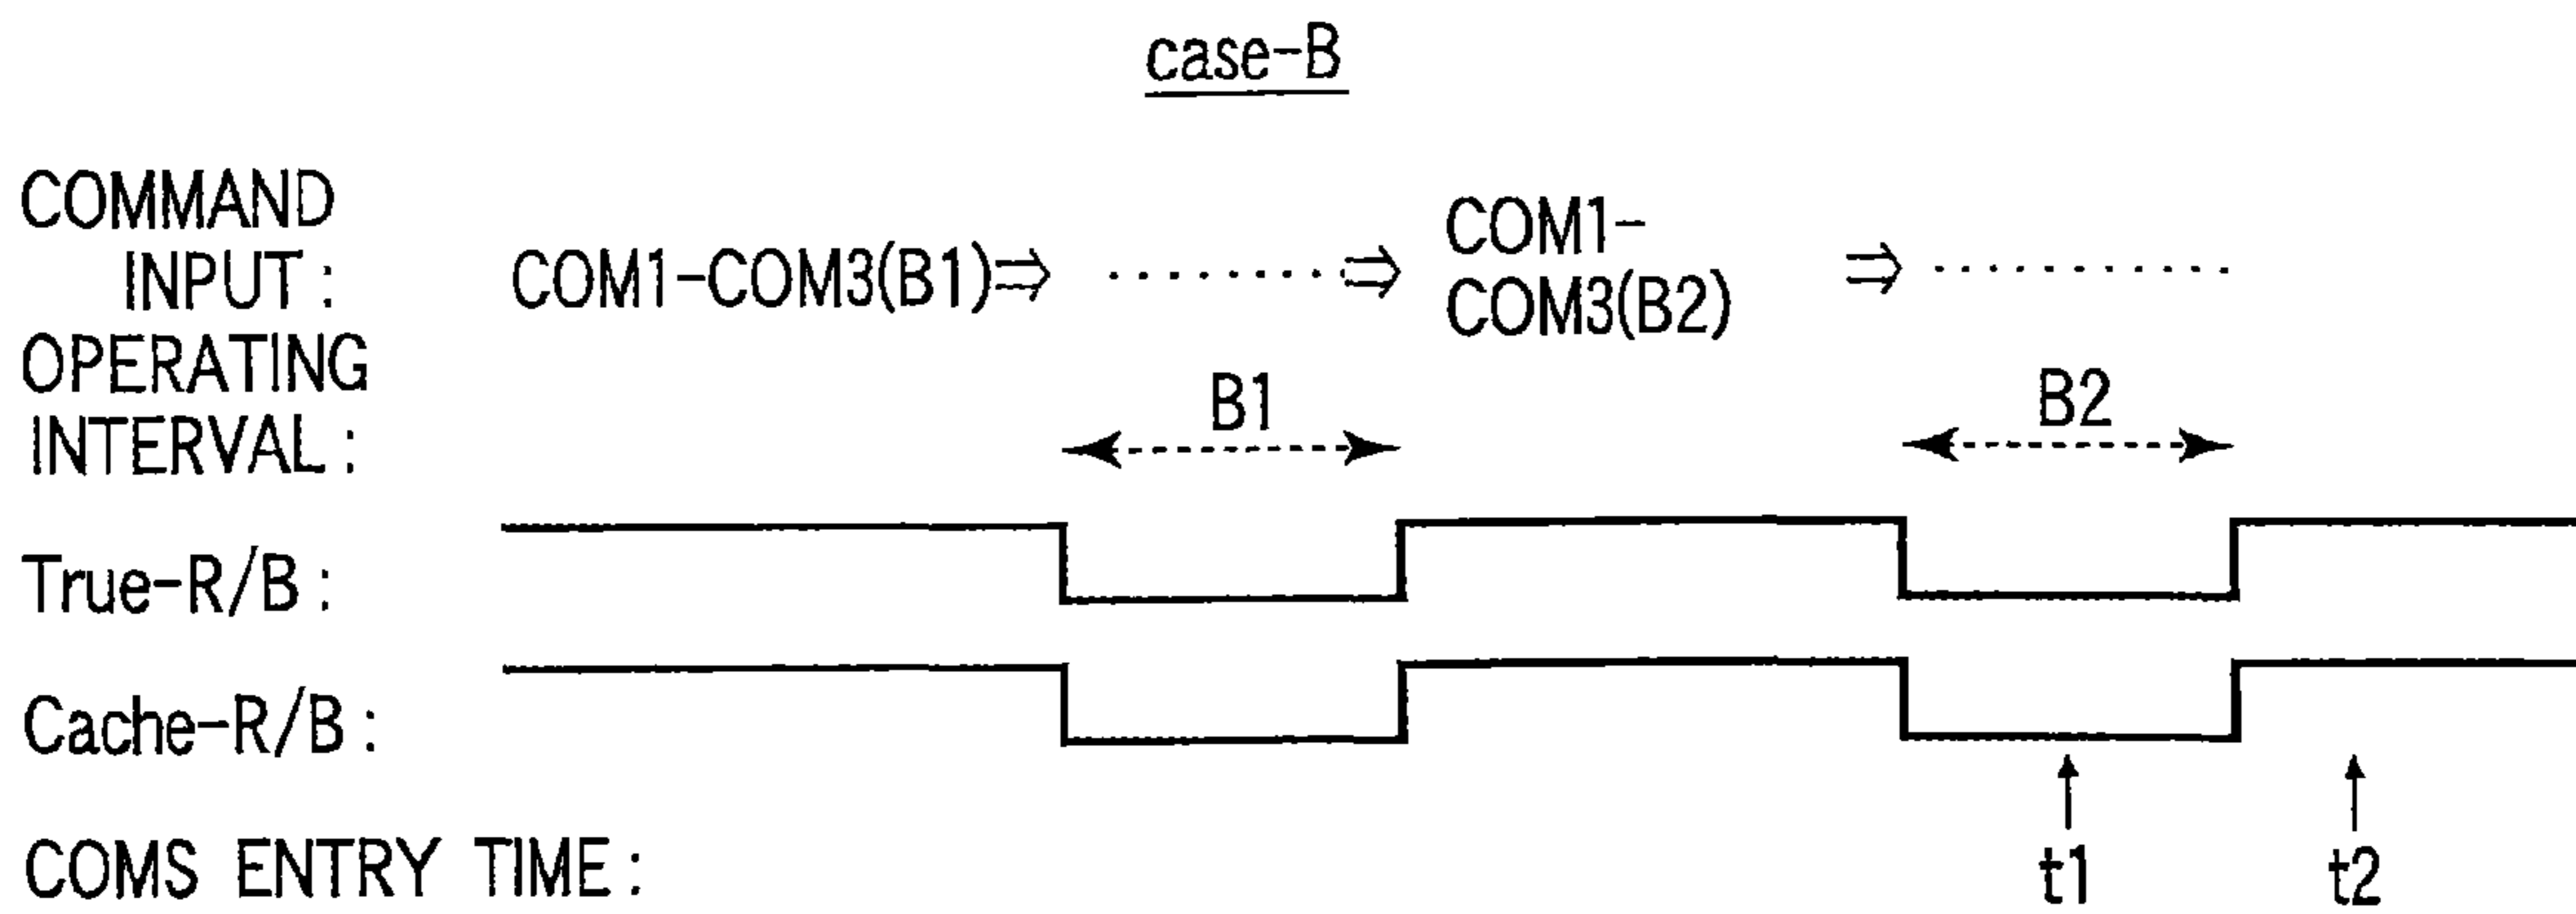 case-B
COMMAND
INPUT :
COM1-COM3(B1)⇒ ..........⇒
COM1-
COM3(B2)
⇒ ...........
OPERATING
INTERVAL :
B1
B2
True-R/B :
Cache-R/B :
COMS ENTRY TIME :
t1
t2